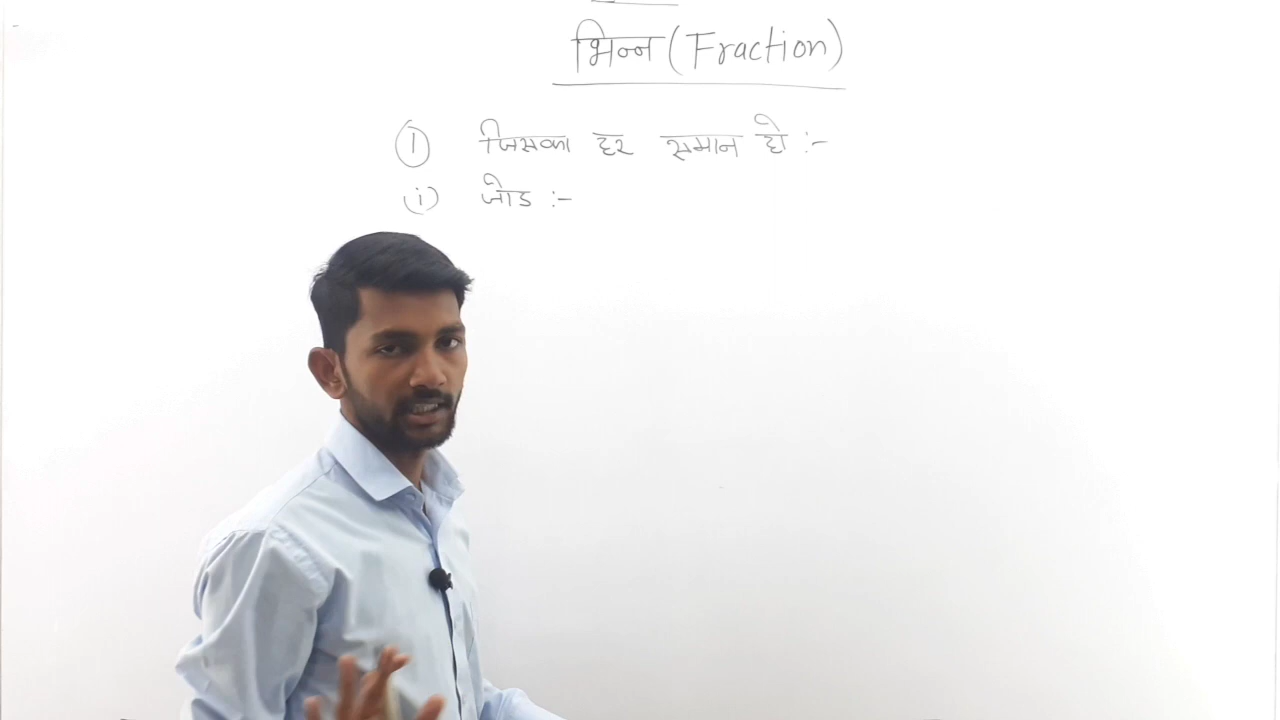 भिन्न (Fraction)
① जिसका हर समान हो :-
(i) जोड :-